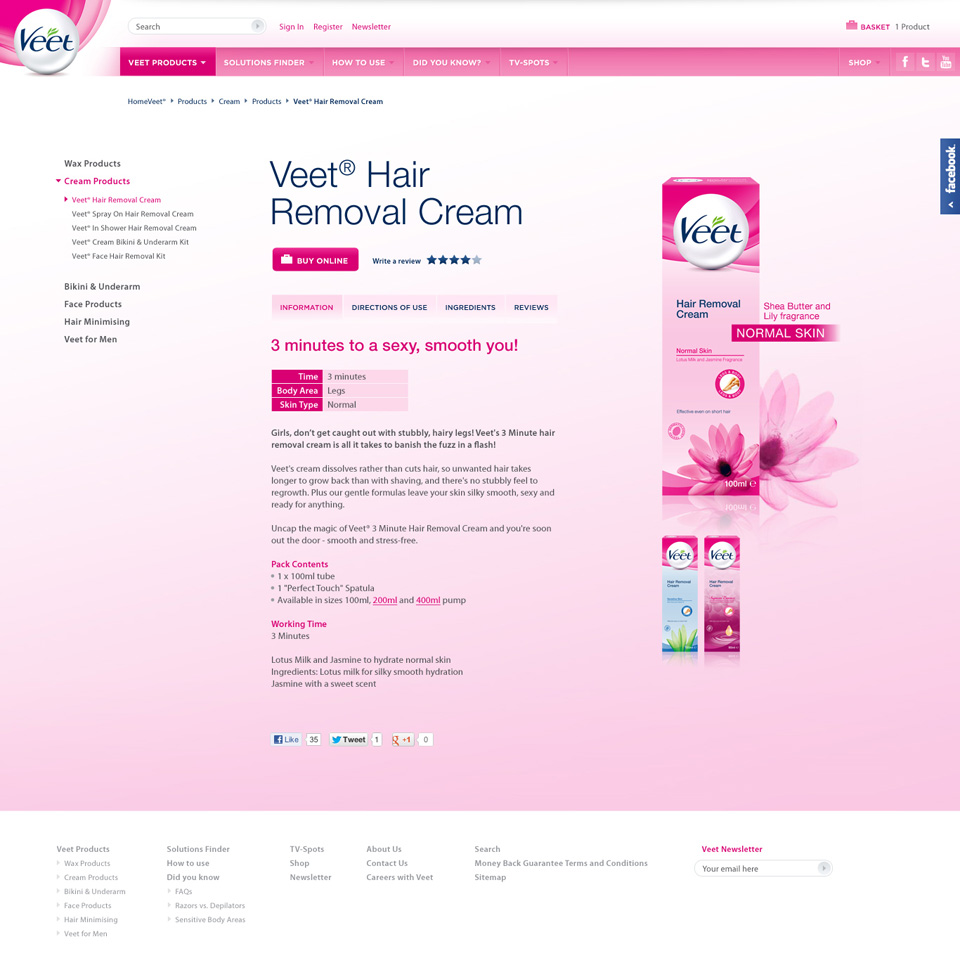 Veet
Search
Sign In
Register
Newsletter
BASKET 1 Product
VEET PRODUCTS
SOLUTIONS FINDER
HOW TO USE
DID YOU KNOW?
TV-SPOTS
SHOP
HomeVeet® Products Cream Products Veet® Hair Removal Cream
facebook.
Wax Products
Cream Products
Veet® Hair Removal Cream
Veet® Spray On Hair Removal Cream
Veet® In Shower Hair Removal Cream
Veet® Cream Bikini & Underarm Kit
Veet® Face Hair Removal Kit
Bikini & Underarm
Face Products
Hair Minimising
Veet for Men
Veet® Hair
Removal Cream
BUY ONLINE
Write a review
INFORMATION
DIRECTIONS OF USE
INGREDIENTS
REVIEWS
3 minutes to a sexy, smooth you!
Time 3 minutes
Body Area Legs
Skin Type Normal
Girls, don't get caught out with stubbly, hairy legs! Veet's 3 Minute hair
removal cream is all it takes to banish the fuzz in a flash!
Veet's cream dissolves rather than cuts hair, so unwanted hair takes
longer to grow back than with shaving, and there's no stubbly feel to
regrowth. Plus our gentle formulas leave your skin silky smooth, sexy and
ready for anything.
Uncap the magic of Veet® 3 Minute Hair Removal Cream and you're soon
out the door - smooth and stress-free.
Pack Contents
1 x 100ml tube
1 "Perfect Touch" Spatula
Available in sizes 100ml, 200ml and 400ml pump
Working Time
3 Minutes
Lotus Milk and Jasmine to hydrate normal skin
Ingredients: Lotus milk for silky smooth hydration
Jasmine with a sweet scent
Like 35
Tweet 1
+1 0
Veet
Hair Removal
Cream
Normal Skin
Lotus Milk and Jasmine Fragrance
Effective even on short hair
100ml e
Shea Butter and
Lily fragrance
NORMAL SKIN
Veet
Hair Removal
Cream
Veet
Hair Removal
Cream
Veet Products
Wax Products
Cream Products
Bikini & Underarm
Face Products
Hair Minimising
Veet for Men
Solutions Finder
How to use
Did you know
FAQs
Razors vs. Depilators
Sensitive Body Areas
TV-Spots
Shop
Newsletter
About Us
Contact Us
Careers with Veet
Search
Money Back Guarantee Terms and Conditions
Sitemap
Veet Newsletter
Your email here